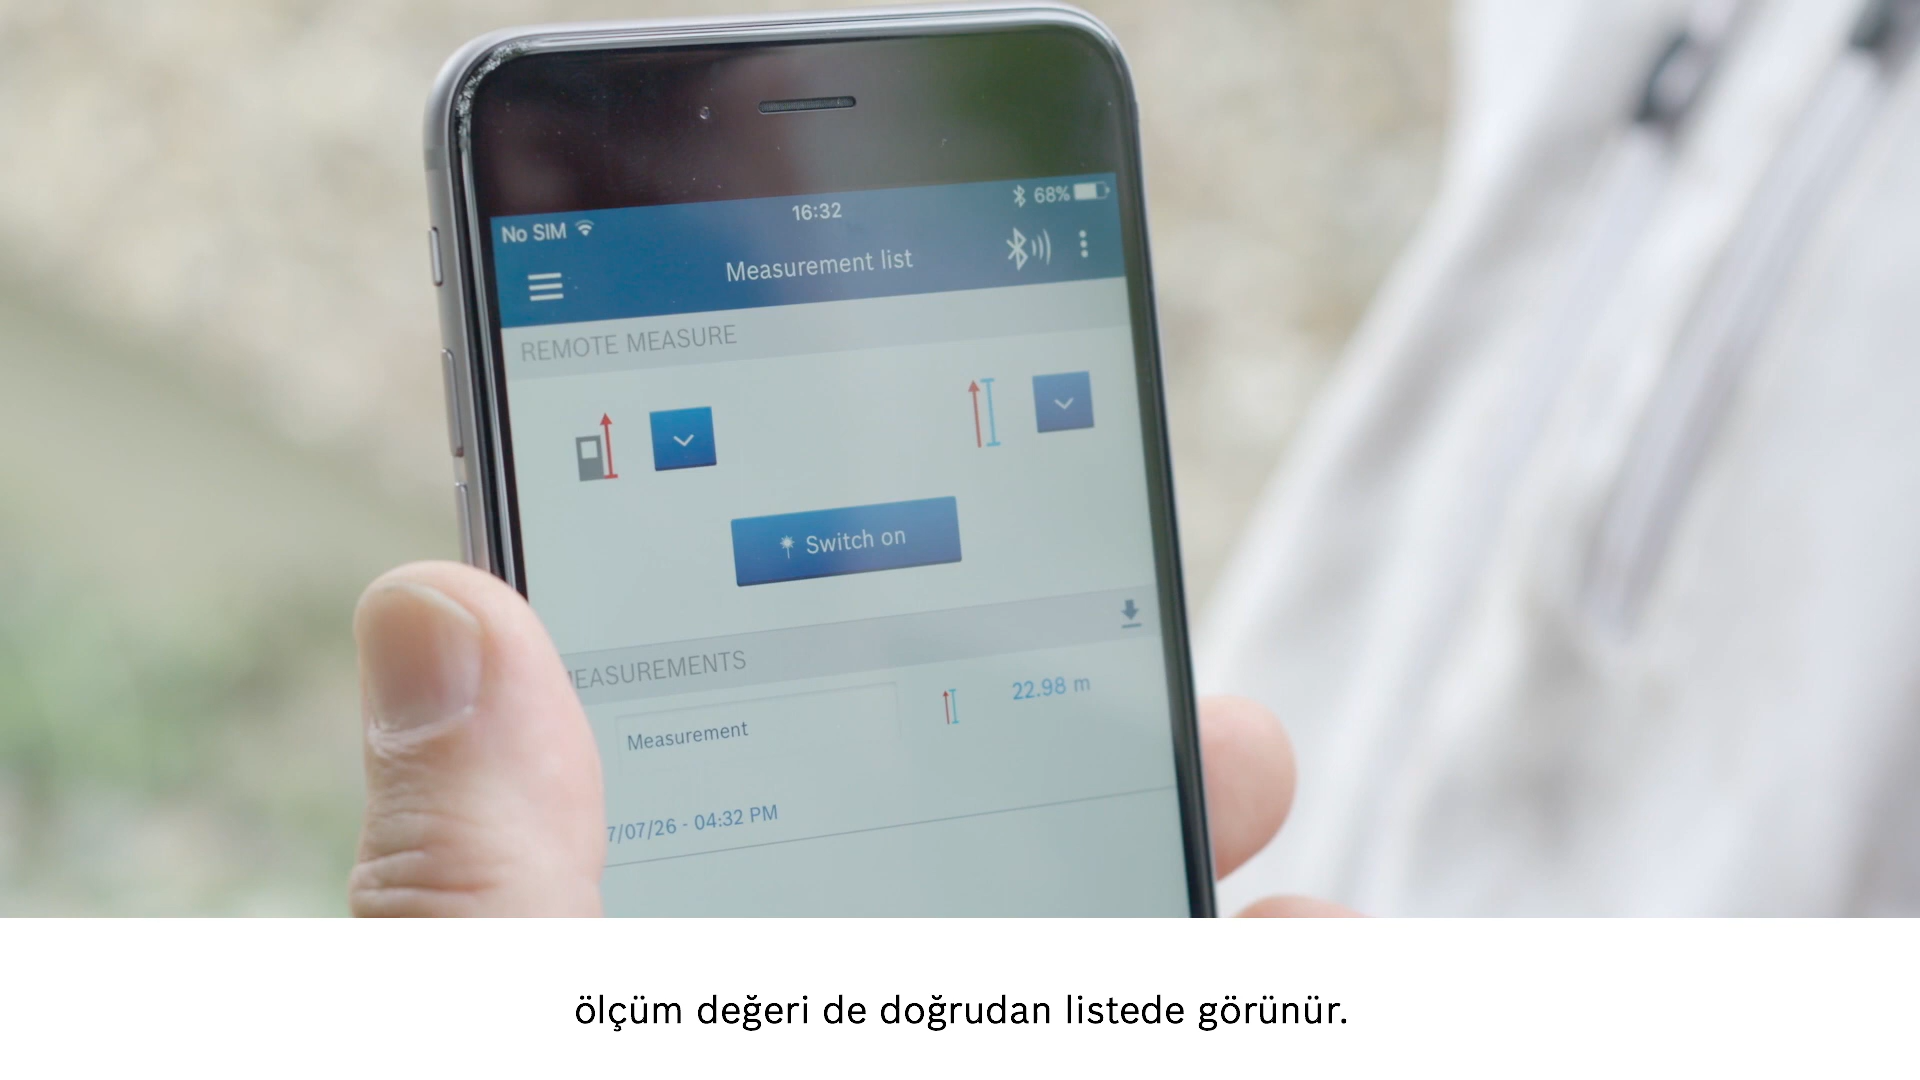 No SIM 16:32 68%
Measurement list
REMOTE MEASURE
Switch on
MEASUREMENTS
Measurement 22.98 m
7/07/26 - 04:32 PM
ölçüm değeri de doğrudan listede görünür.